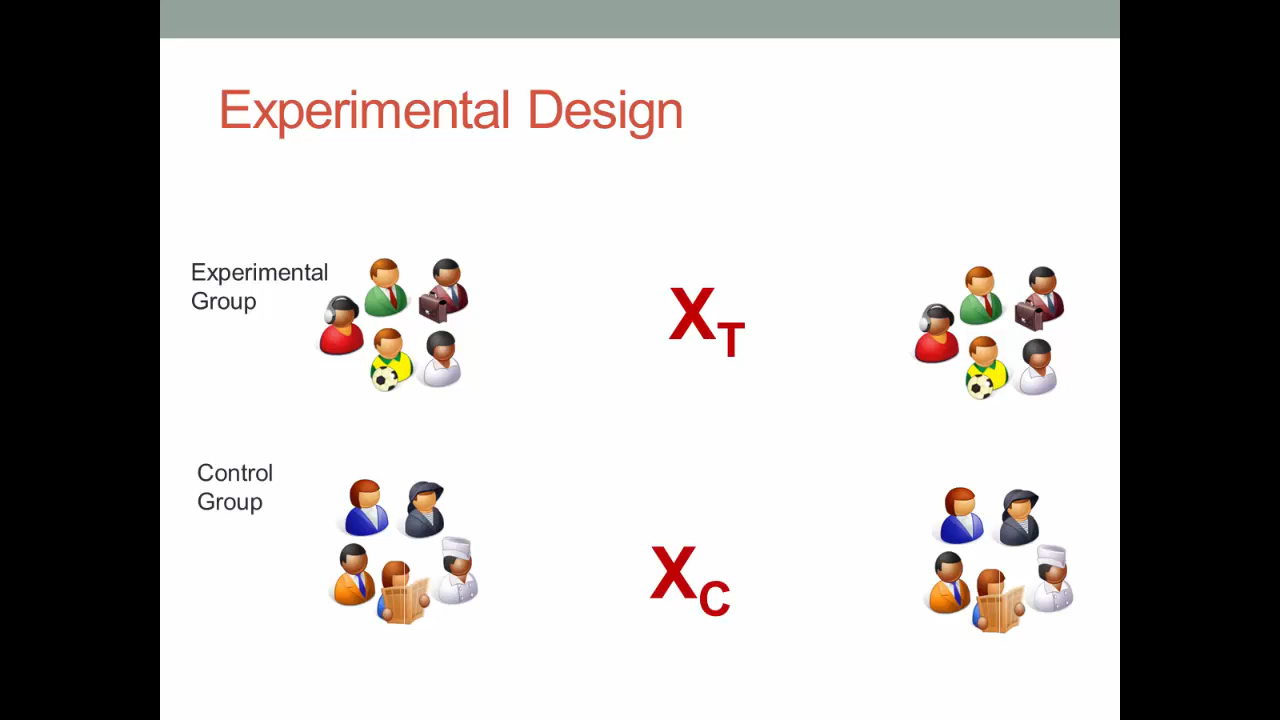 Experimental Design
Experimental
Group
X_T
Control
Group
X_C